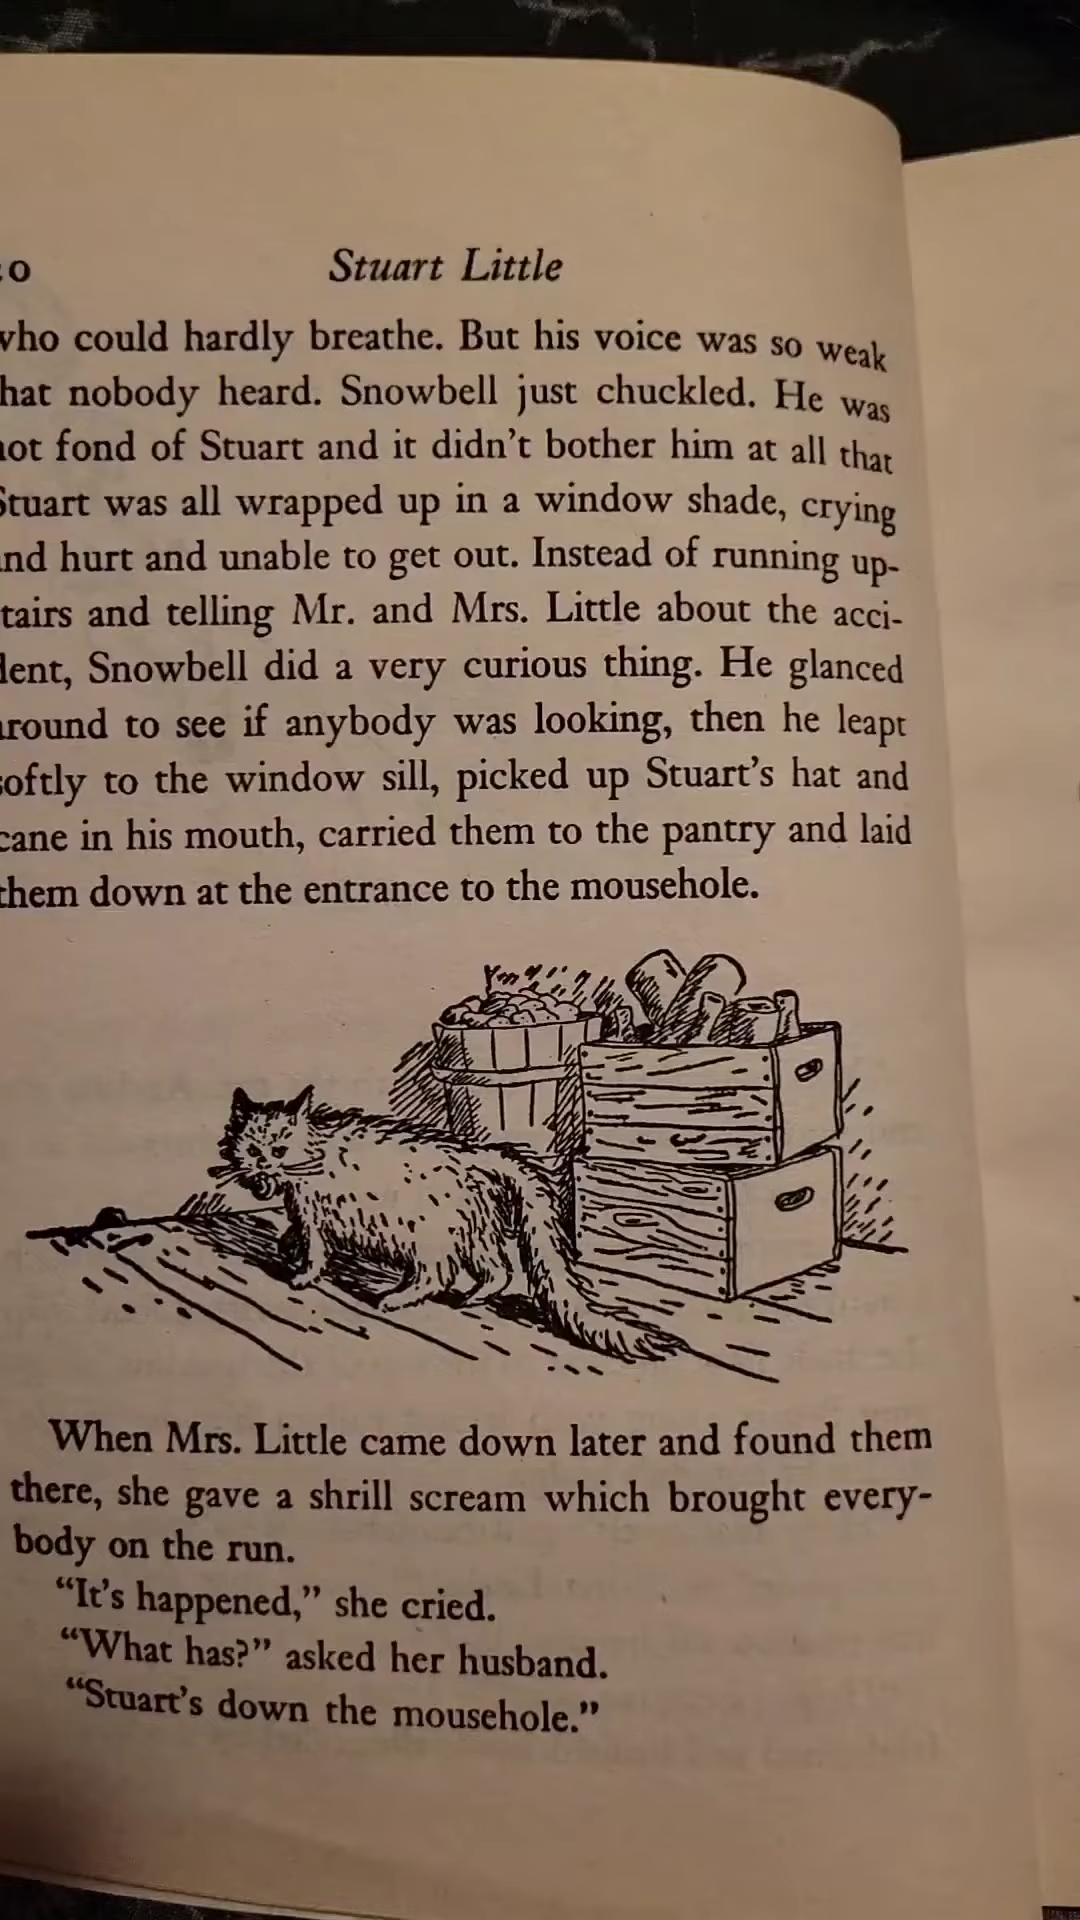 0 Stuart Little
who could hardly breathe. But his voice was so weak
hat nobody heard. Snowbell just chuckled. He was
not fond of Stuart and it didn't bother him at all that
Stuart was all wrapped up in a window shade, crying
nd hurt and unable to get out. Instead of running up-
tairs and telling Mr. and Mrs. Little about the acci-
dent, Snowbell did a very curious thing. He glanced
around to see if anybody was looking, then he leapt
softly to the window sill, picked up Stuart's hat and
cane in his mouth, carried them to the pantry and laid
them down at the entrance to the mousehole.
When Mrs. Little came down later and found them
there, she gave a shrill scream which brought every-
body on the run.
“It's happened,” she cried.
“What has?” asked her husband.
“Stuart's down the mousehole.”